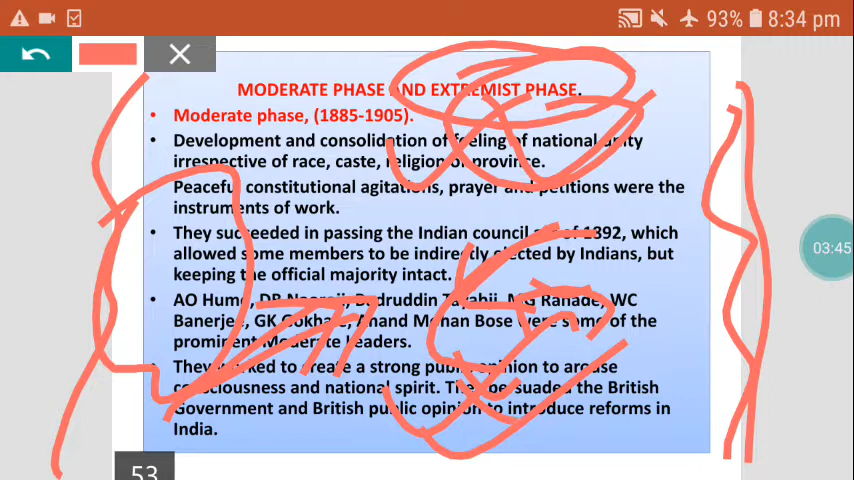 93% 8:34 pm
MODERATE PHASE AND EXTREMIST PHASE.
• Moderate phase, (1885-1905).
• Development and consolidation of feeling of national unity
irrespective of race, caste, religion or province.
Peaceful constitutional agitations, prayer and petitions were the
instruments of work.
• They succeeded in passing the Indian council act of 1892, which
allowed some members to be indirectly elected by Indians, but
keeping the official majority intact.
• AO Hume, DB Naoroji, Badruddin Tayabji, MG Ranade, WC
Banerjee, GK Gokhale, Anand Mohan Bose were some of the
prominent Moderate leaders.
• They worked to create a strong public opinion to arouse
consciousness and national spirit. They persuaded the British
Government and British public opinion to introduce reforms in
India.
03:45
53